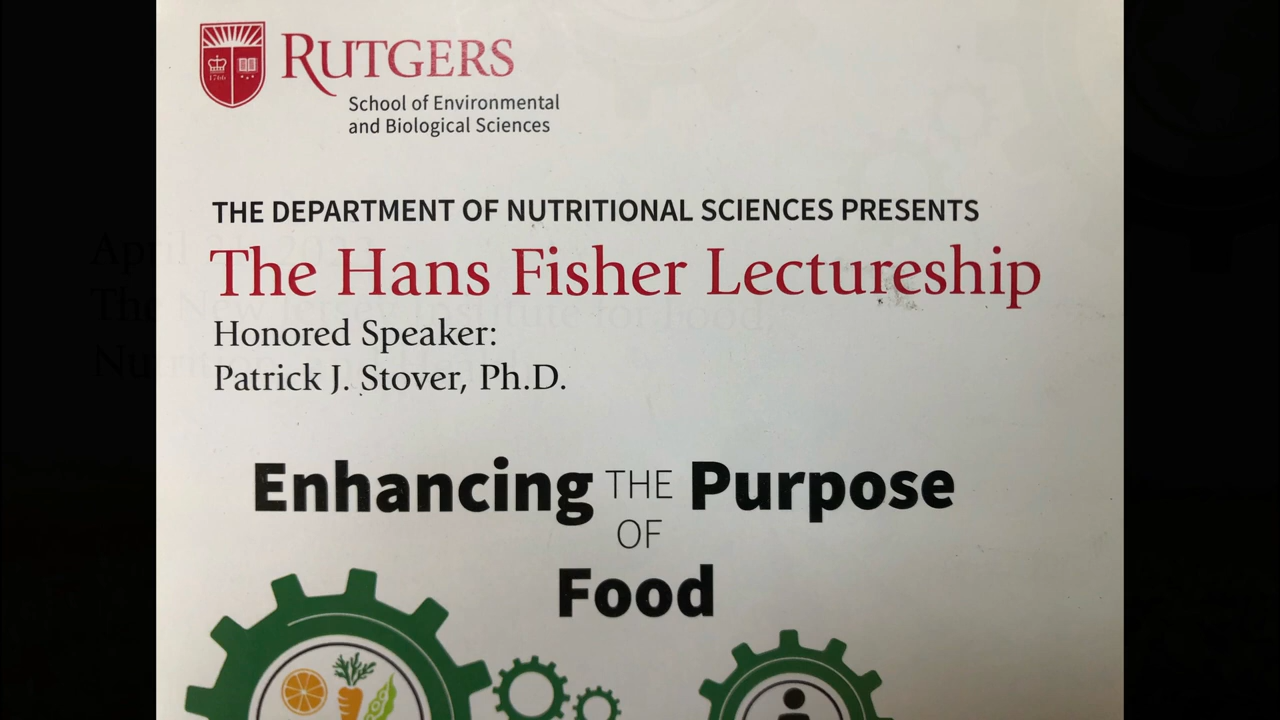 RUTGERS
School of Environmental
and Biological Sciences
1766
THE DEPARTMENT OF NUTRITIONAL SCIENCES PRESENTS
The Hans Fisher Lectureship
Honored Speaker:
Patrick J. Stover, Ph.D.
Enhancing THE Purpose
OF
Food